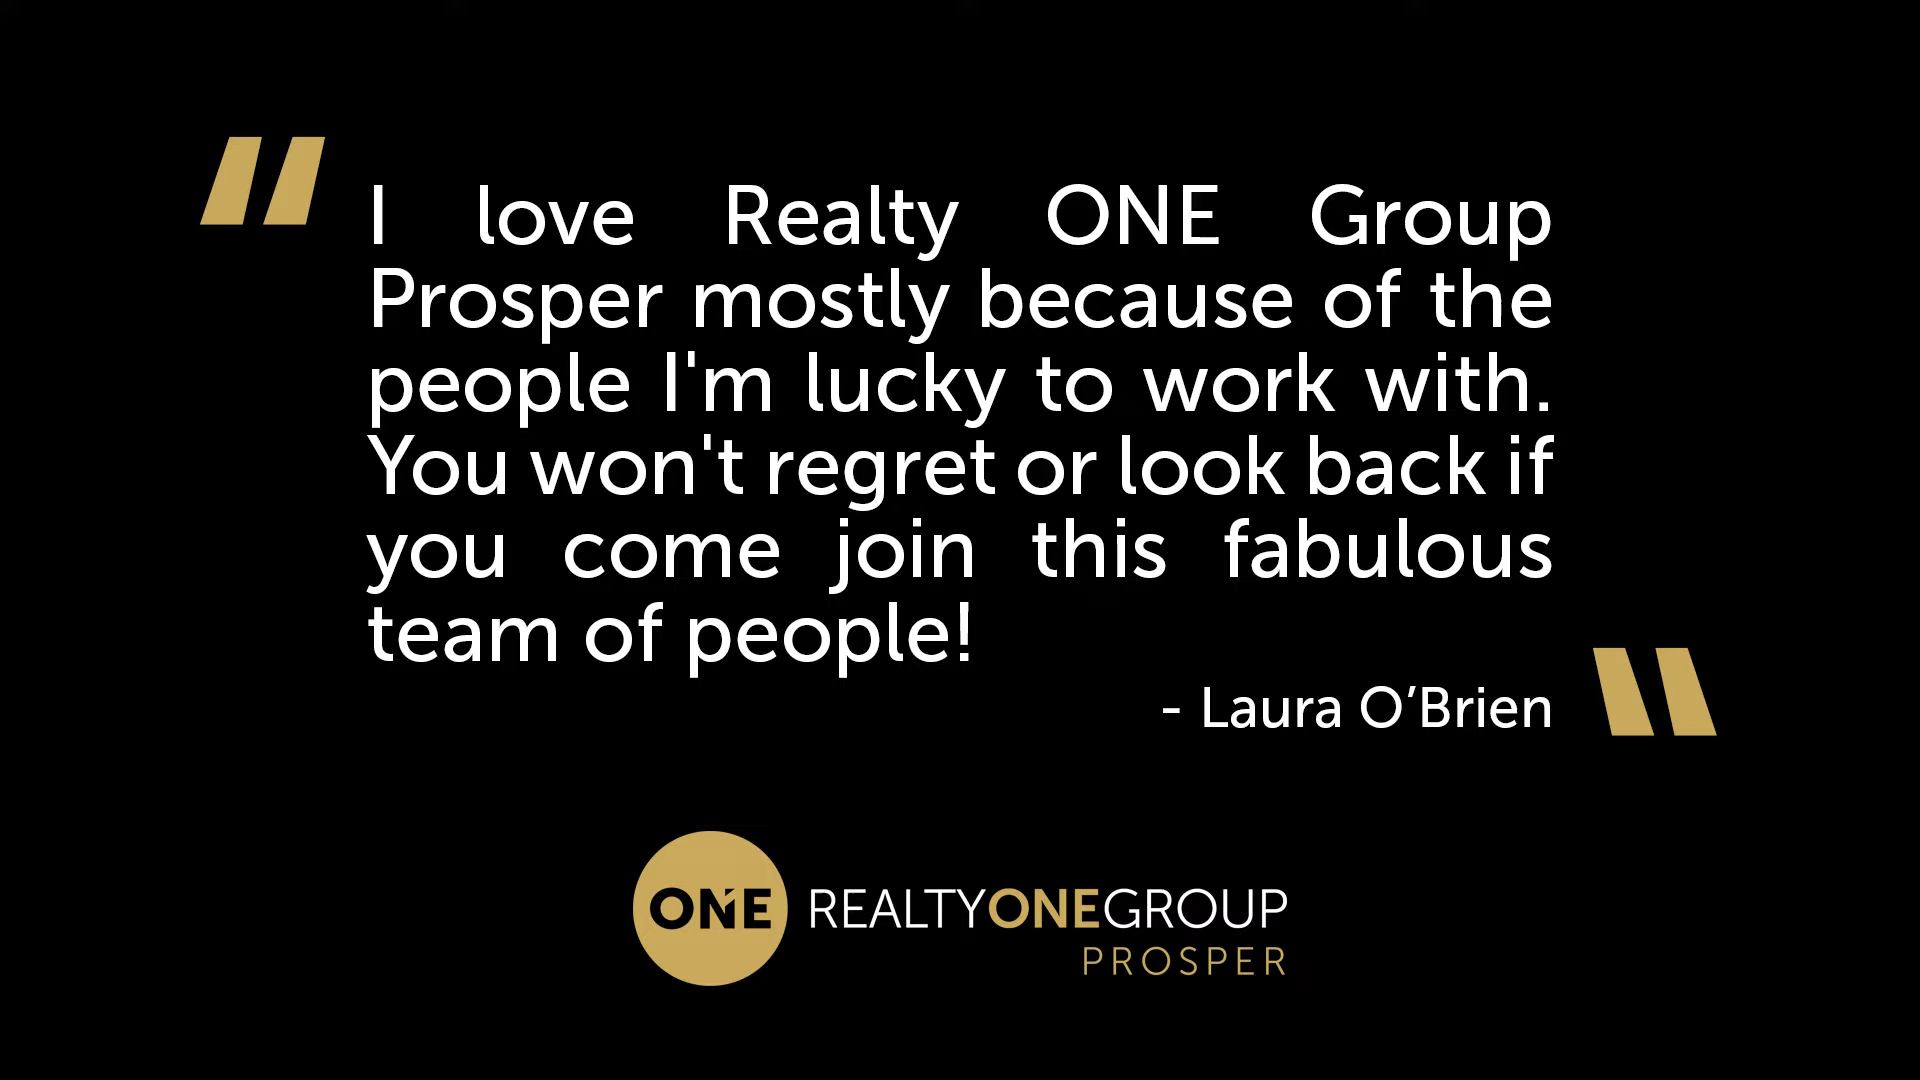 I love Realty ONE Group
Prosper mostly because of the
people I'm lucky to work with.
You won't regret or look back if
you come join this fabulous
team of people!
- Laura O’Brien
ONE REALTYONEGROUP
PROSPER